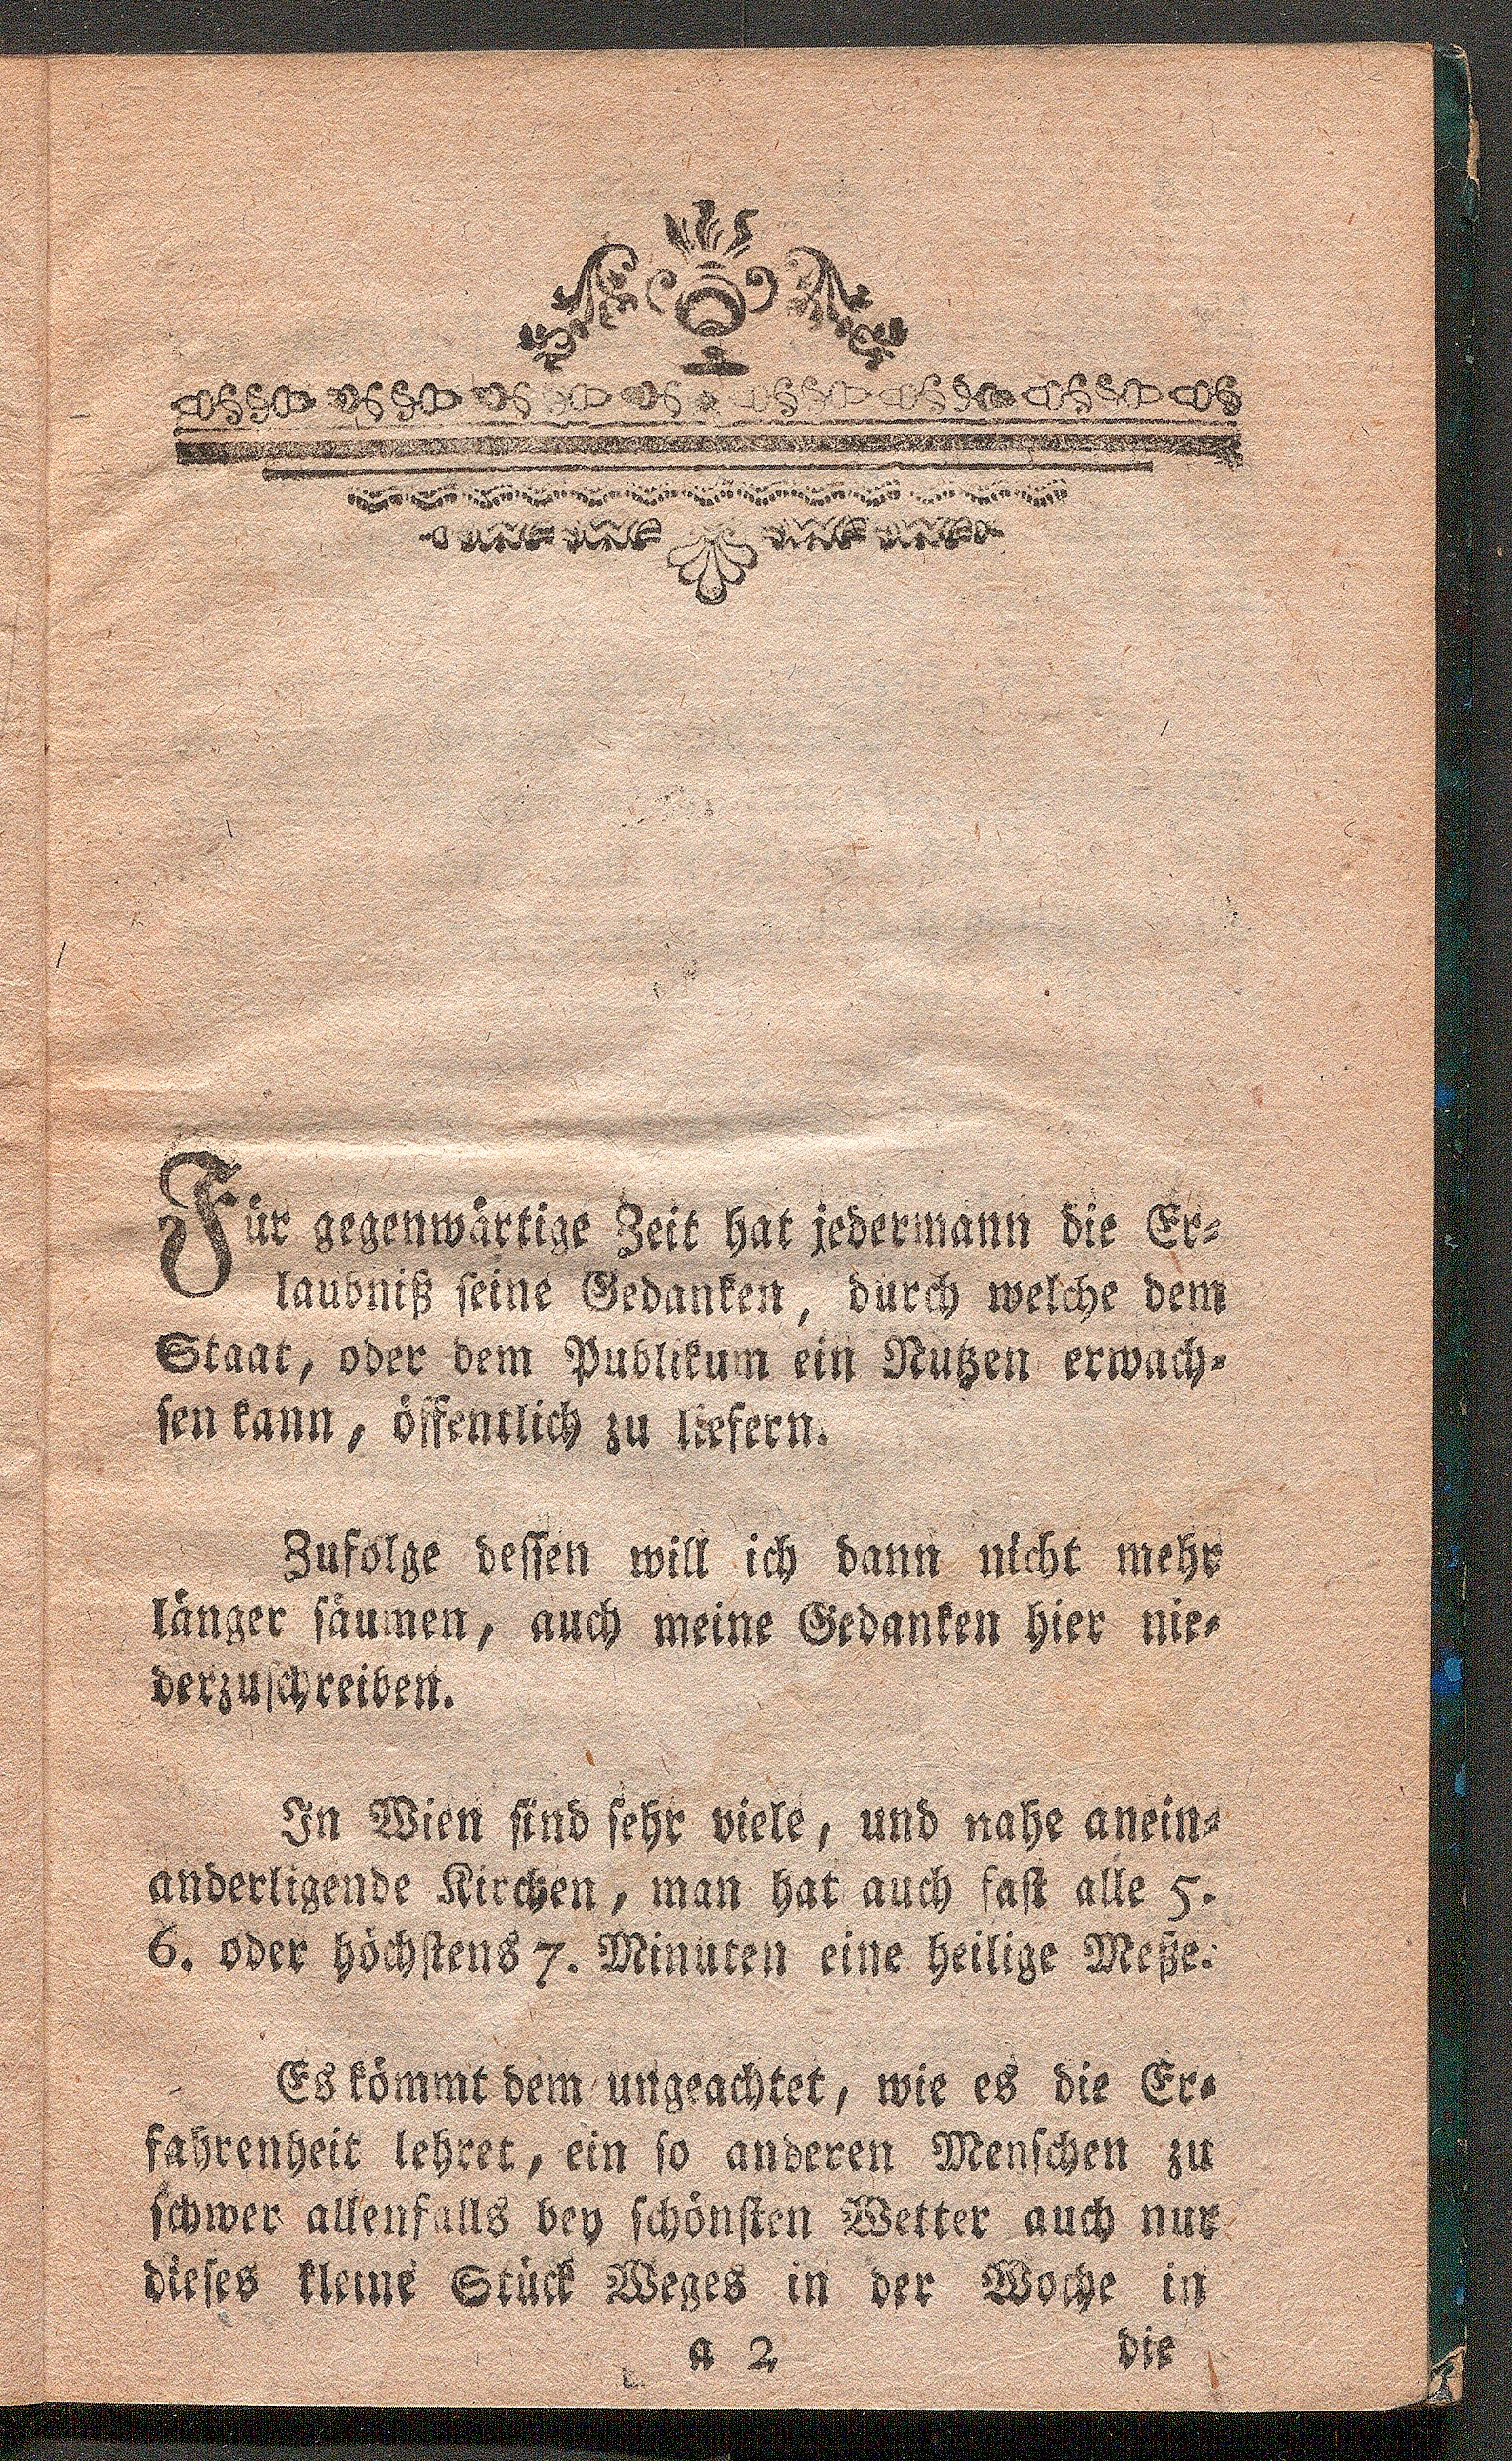 Für gegenwärtige Zeit hat jedermann die Er-
laubniß seine Gedanken, durch welche dem
Staat, oder dem Publikum ein Nutzen erwach-
sen kann, öffentlich zu liefern.
Zufolge dessen will ich dann nicht mehr
länger säumen, auch meine Gedanken hier nie-
derzuschreiben.
In Wien sind sehr viele, und nahe anein-
anderligende Kirchen, man hat auch fast alle 5.
6. oder höchstens 7. Minuten eine heilige Meße.
Es kömmt dem ungeachtet, wie es die Er-
fahrenheit lehret, ein so anderen Menschen zu
schwer allenfalls bey schönsten Wetter auch nur
dieses kleine Stück Weges in der Woche in
a 2 die